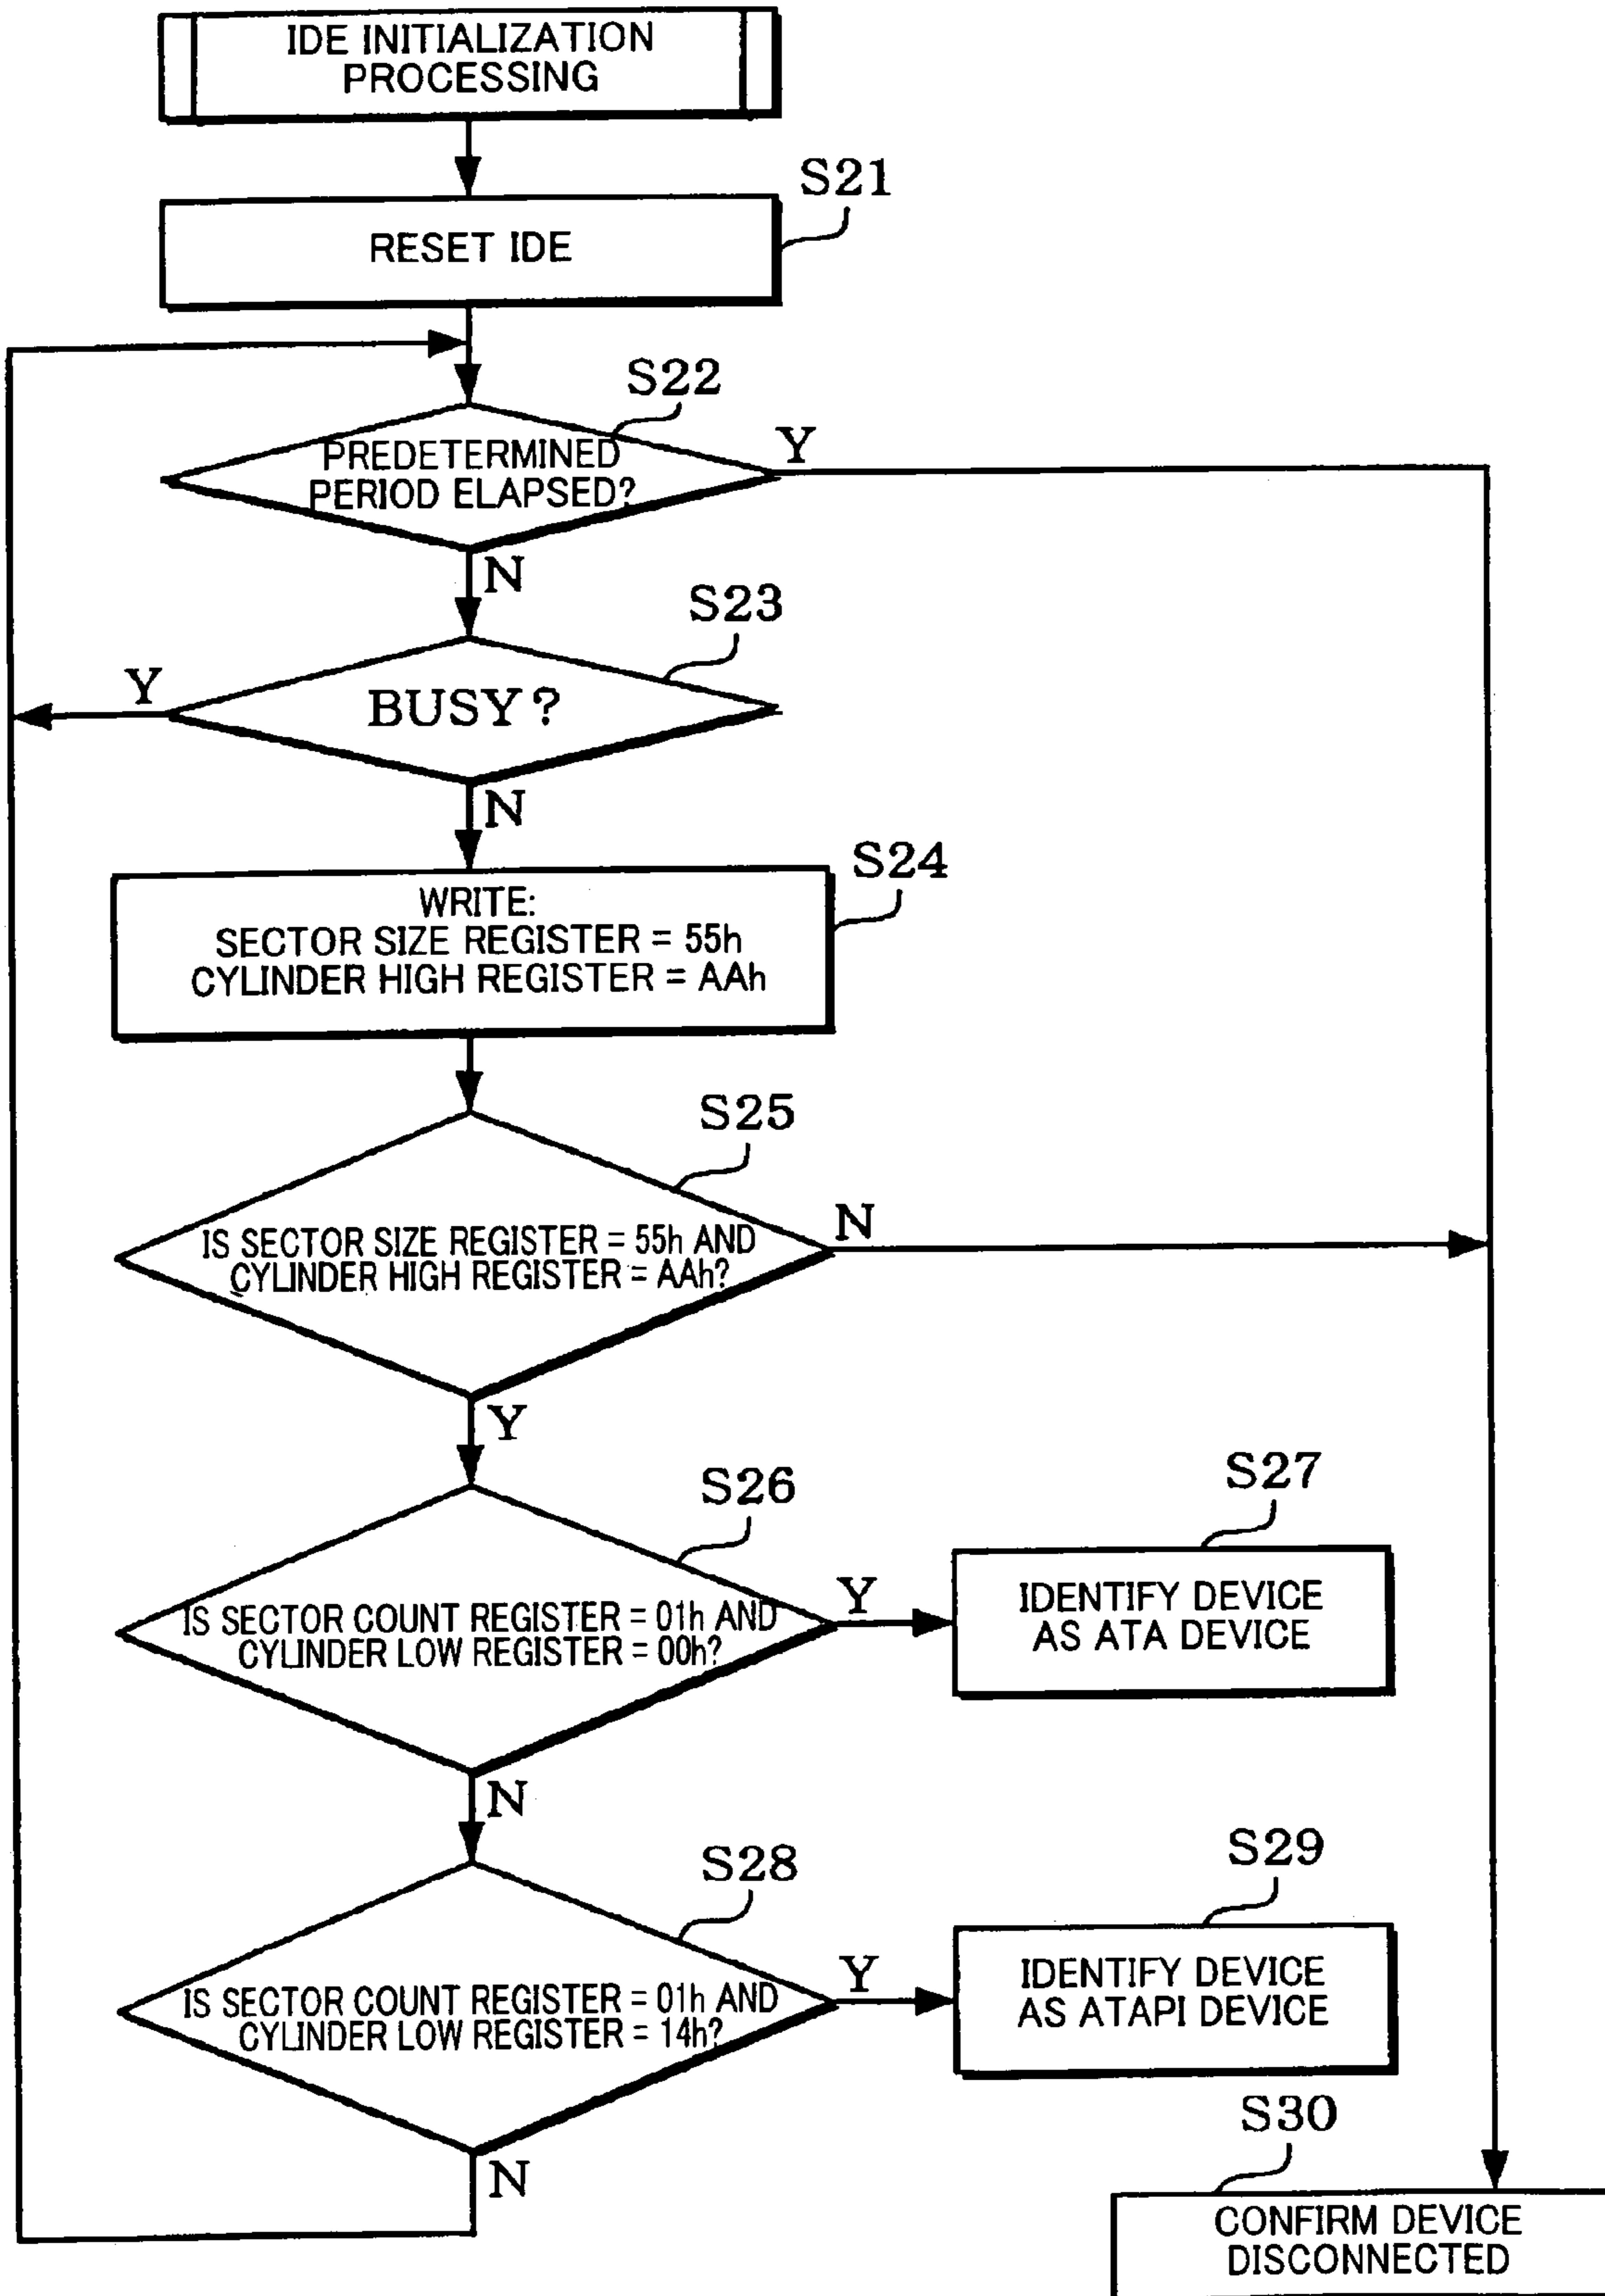 IDE INITIALIZATION
PROCESSING
S21
RESET IDE
S22
PREDETERMINED
PERIOD ELAPSED?
Y
N
S23
BUSY?
Y
N
S24
WRITE:
SECTOR SIZE REGISTER = 55h
CYLINDER HIGH REGISTER = AAh
S25
IS SECTOR SIZE REGISTER = 55h AND
CYLINDER HIGH REGISTER = AAh?
N
Y
S26
IS SECTOR COUNT REGISTER = 01h AND
CYLINDER LOW REGISTER = 00h?
Y
S27
IDENTIFY DEVICE
AS ATA DEVICE
N
S28
IS SECTOR COUNT REGISTER = 01h AND
CYLINDER LOW REGISTER = 14h?
Y
S29
IDENTIFY DEVICE
AS ATAPI DEVICE
N
S30
CONFIRM DEVICE
DISCONNECTED